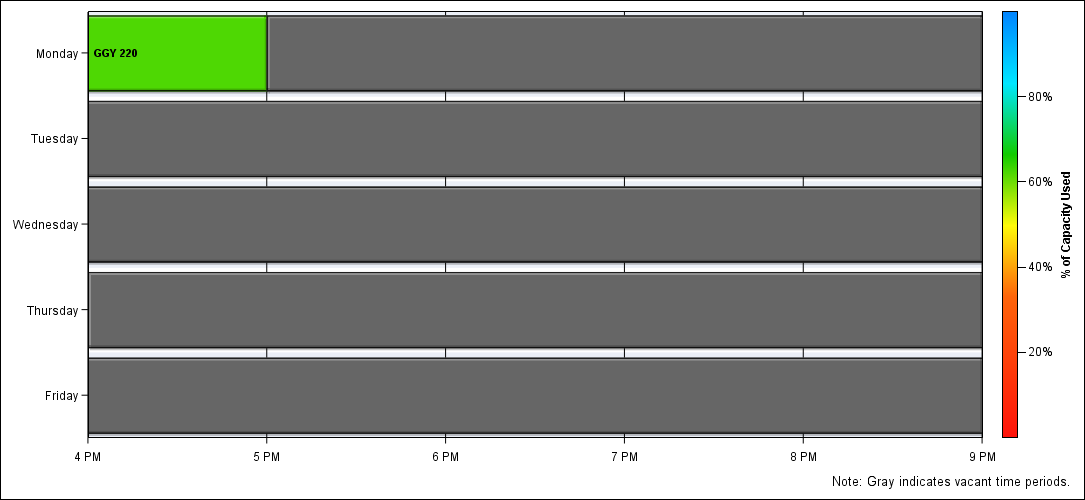 Monday
GGY 220
Tuesday
Wednesday
Thursday
Friday
4 PM 5 PM 6 PM 7 PM 8 PM 9 PM
80%
60%
40%
20%
% of Capacity Used
Note: Gray indicates vacant time periods.